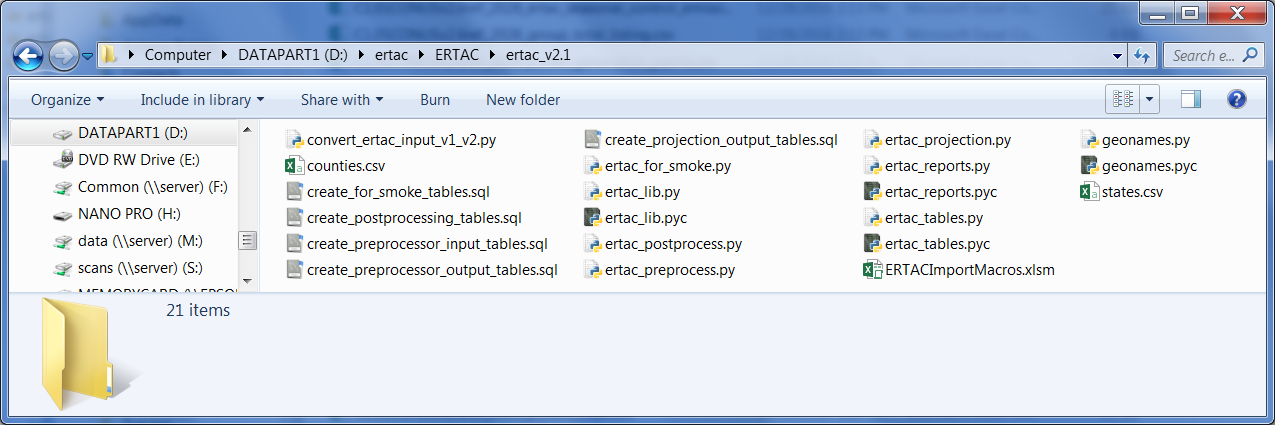 Computer DATAPART1 (D:) ertac ERTAC ertac_v2.1 Search e...
Organize Include in library Share with Burn New folder
DATAPART1 (D:)
DVD RW Drive (E:)
Common (\\server) (F:)
NANO PRO (H:)
data (\\server) (M:)
scans (\\server) (S:)
convert_ertac_input_v1_v2.py
counties.csv
create_for_smoke_tables.sql
create_postprocessing_tables.sql
create_preprocessor_input_tables.sql
create_preprocessor_output_tables.sql
create_projection_output_tables.sql
ertac_for_smoke.py
ertac_lib.py
ertac_lib.pyc
ertac_postprocess.py
ertac_preprocess.py
ertac_projection.py
ertac_reports.py
ertac_reports.pyc
ertac_tables.py
ertac_tables.pyc
ERTACImportMacros.xlsm
geonames.py
geonames.pyc
states.csv
21 items